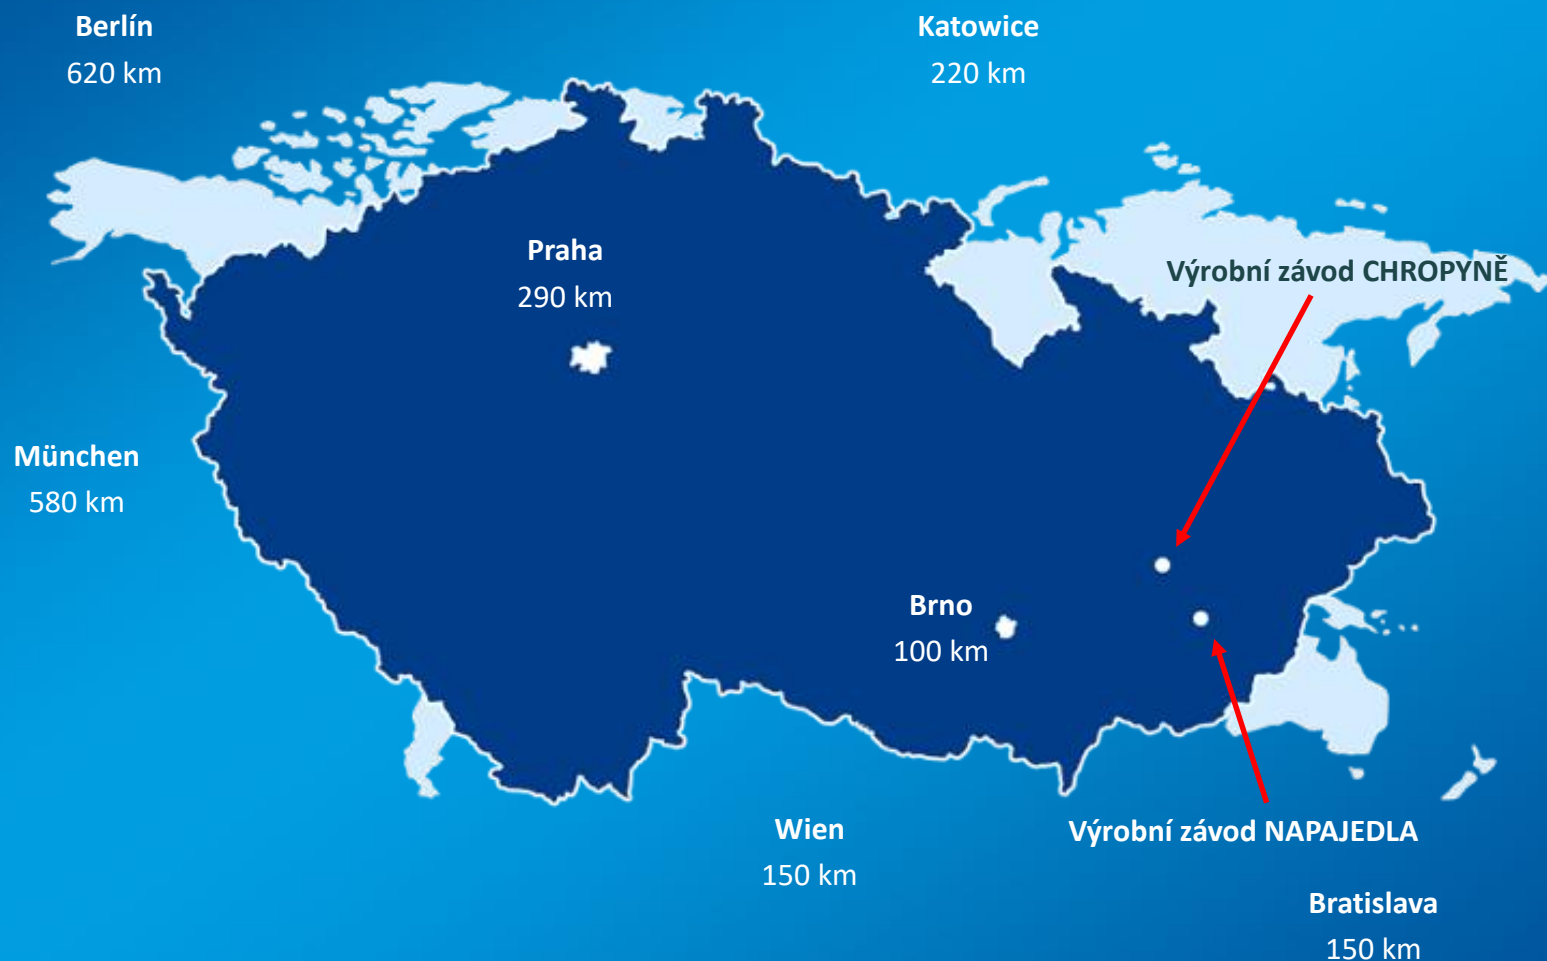 Berlín
620 km
Katowice
220 km
Praha
290 km
Výrobní závod CHROPYNĚ
München
580 km
Brno
100 km
Wien
150 km
Výrobní závod NAPAJEDLA
Bratislava
150 km